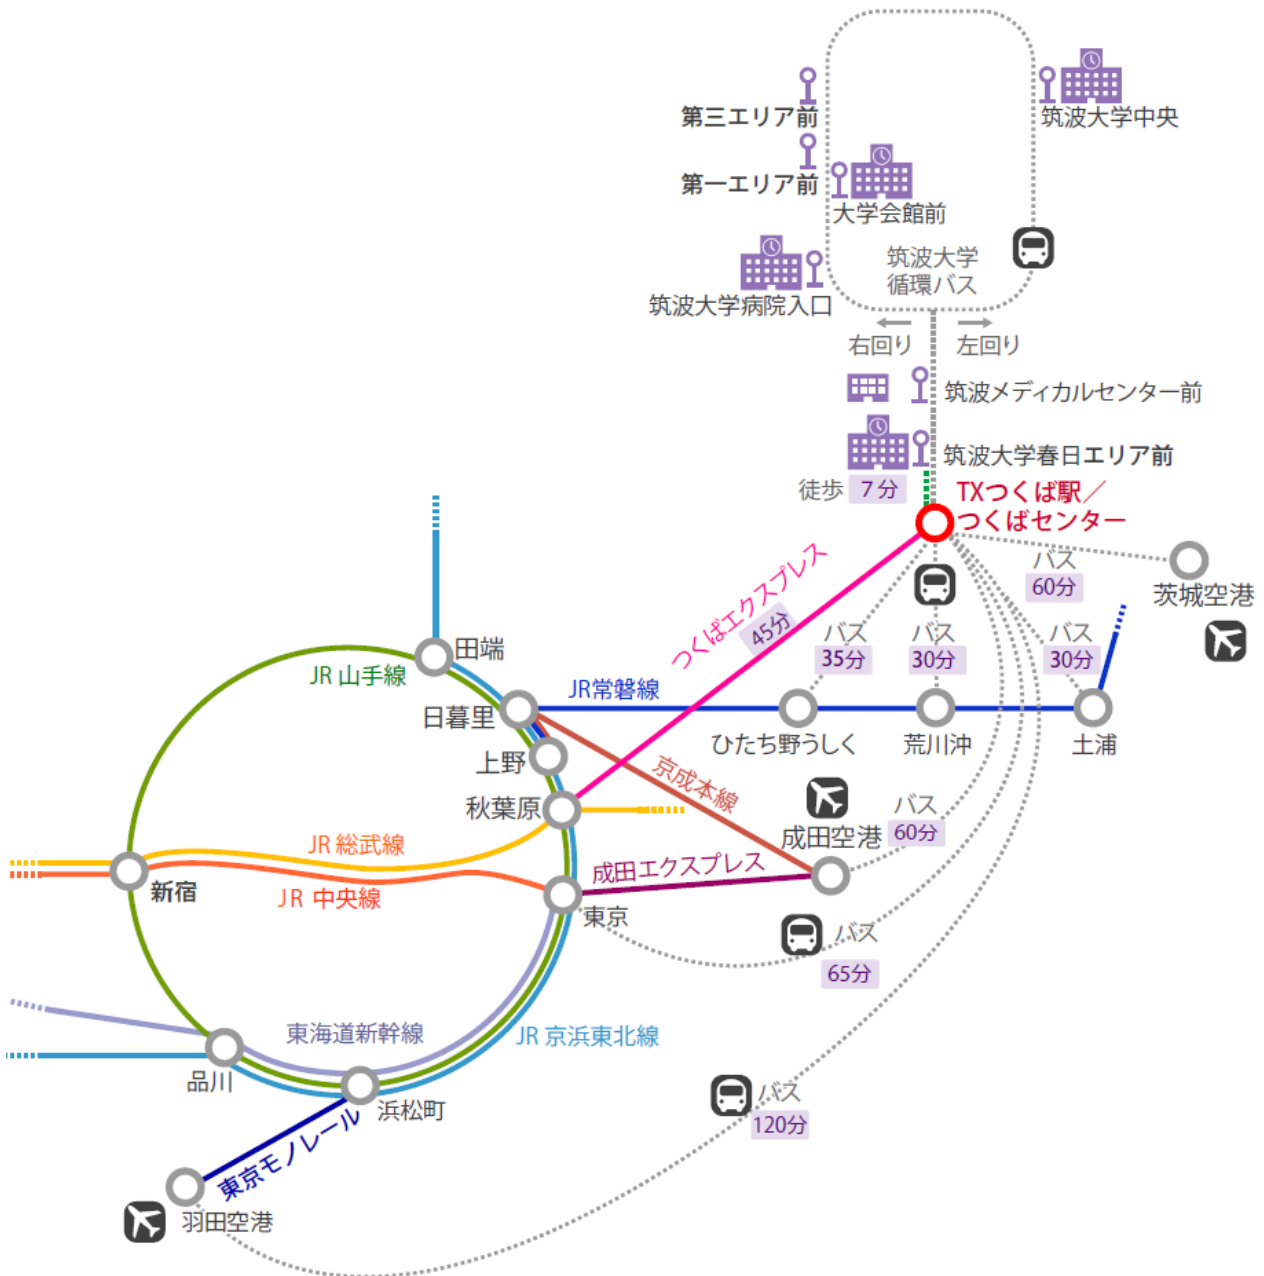 第三エリア前
筑波大学中央
第一エリア前
大学会館前
筑波大学
循環バス
筑波大学病院入口
右回り
左回り
筑波メディカルセンター前
筑波大学春日エリア前
徒歩 7分
TXつくば駅／
つくばセンター
つくばエクスプレス
45分
バス
60分
茨城空港
バス
35分
バス
30分
バス
30分
田端
JR 山手線
日暮里
JR常磐線
ひたち野うしく
荒川沖
土浦
上野
京成本線
秋葉原
成田空港
バス
60分
JR 総武線
成田エクスプレス
新宿
JR 中央線
東京
バス
65分
東海道新幹線
JR 京浜東北線
品川
浜松町
バス
120分
東京モノレール
羽田空港